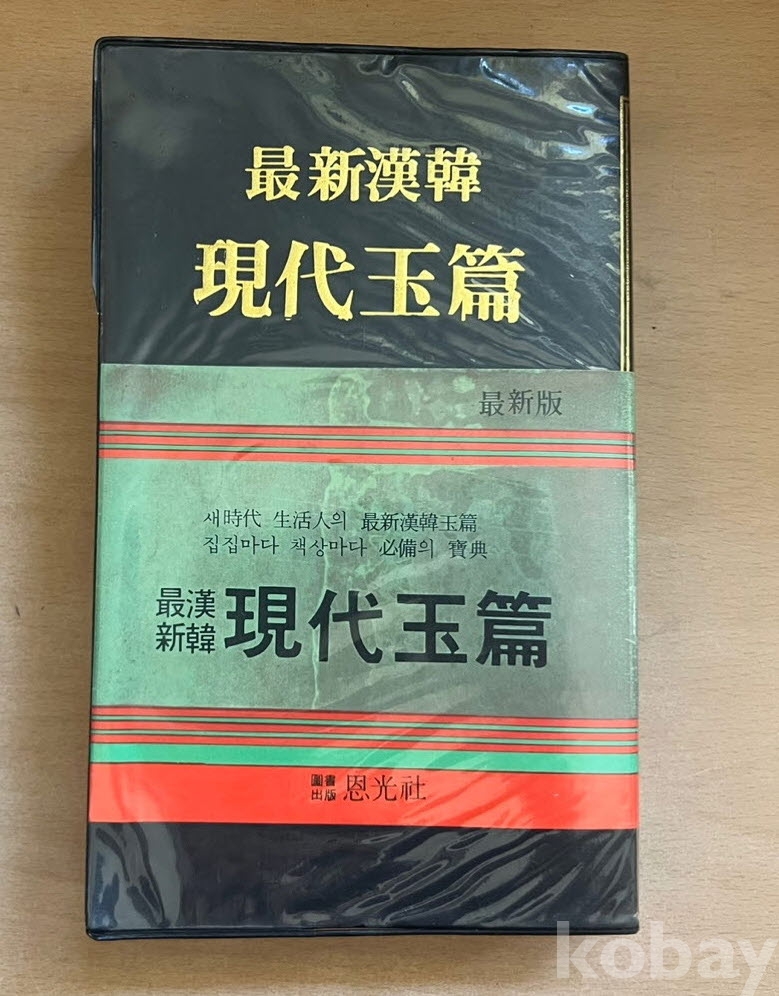 最新漢韓
現代玉篇
最新版
새時代 生活人의 最新漢韓玉篇
집집마다 책상마다 必備의 寶典
最漢
新韓
現代玉篇
圖書
出版
恩光社
kobay